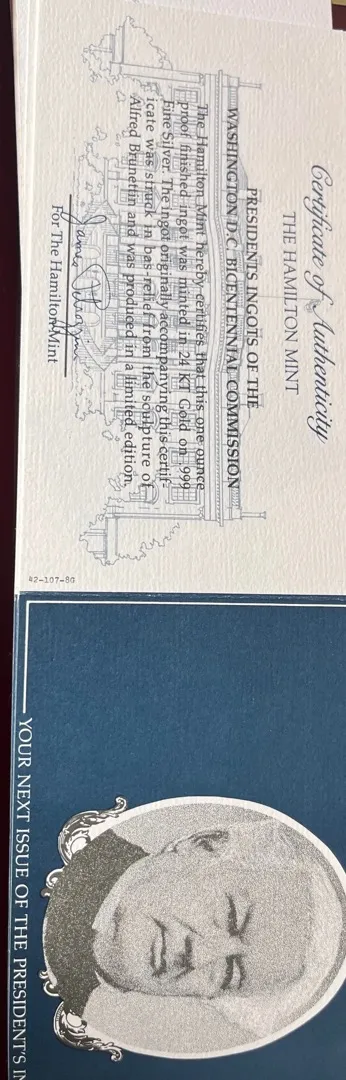 Certificate of Authenticity
THE HAMILTON MINT
PRESIDENTS INGOTS OF THE
WASHINGTON D.C. BICENTENNIAL COMMISSION
The Hamilton Mint hereby certifies that this one ounce
proof finished ingot was minted in 24 KT Gold on .999
Fine Silver. The ingot originally accompanying this certif-
icate was struck in bas-relief from the sculpture of
Alfred Brunettin and was produced in a limited edition.
For The Hamilton Mint
42-107-8G
YOUR NEXT ISSUE OF THE PRESIDENT'S